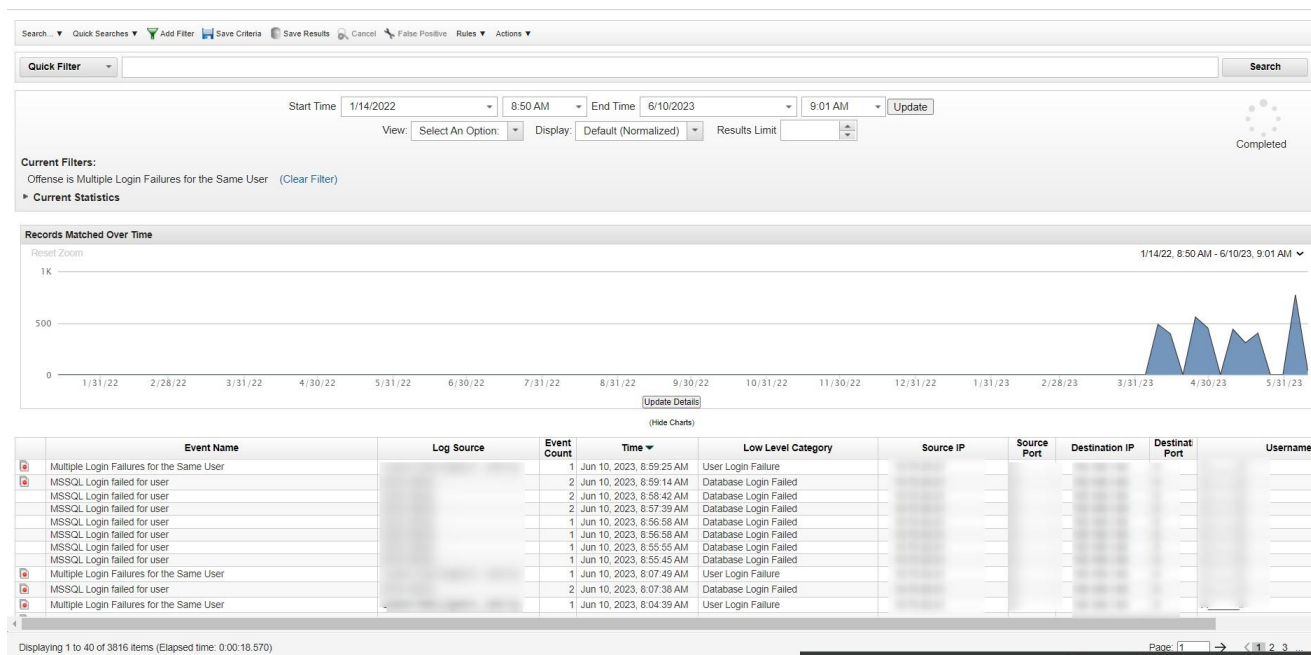 Search... ▼ Quick Searches ▼ Add Filter Save Criteria Save Results Cancel False Positive Rules ▼ Actions ▼
Quick Filter Search
Start Time 1/14/2022 8:50 AM End Time 6/10/2023 9:01 AM Update
View: Select An Option: Display: Default (Normalized) Results Limit
Completed
Current Filters:
Offense is Multiple Login Failures for the Same User (Clear Filter)
Current Statistics
Records Matched Over Time
Reset Zoom 1/14/22, 8:50 AM - 6/10/23, 9:01 AM
1K
500
0
1/31/22 2/28/22 3/31/22 4/30/22 5/31/22 6/30/22 7/31/22 8/31/22 9/30/22 10/31/22 11/30/22 12/31/22 1/31/23 2/28/23 3/31/23 4/30/23 5/31/23
Update Details
(Hide Charts)
Event Name Log Source Event Count Time Low Level Category Source IP Source Port Destination IP Destinati Port Username
Multiple Login Failures for the Same User 1 Jun 10, 2023, 8:59:25 AM User Login Failure
MSSQL Login failed for user 2 Jun 10, 2023, 8:59:14 AM Database Login Failed
MSSQL Login failed for user 2 Jun 10, 2023, 8:58:42 AM Database Login Failed
MSSQL Login failed for user 2 Jun 10, 2023, 8:57:39 AM Database Login Failed
MSSQL Login failed for user 1 Jun 10, 2023, 8:56:58 AM Database Login Failed
MSSQL Login failed for user 1 Jun 10, 2023, 8:56:58 AM Database Login Failed
MSSQL Login failed for user 1 Jun 10, 2023, 8:55:55 AM Database Login Failed
MSSQL Login failed for user 1 Jun 10, 2023, 8:55:45 AM Database Login Failed
Multiple Login Failures for the Same User 1 Jun 10, 2023, 8:07:49 AM User Login Failure
MSSQL Login failed for user 2 Jun 10, 2023, 8:07:38 AM Database Login Failed
Multiple Login Failures for the Same User 1 Jun 10, 2023, 8:04:39 AM User Login Failure
Displaying 1 to 40 of 3816 items (Elapsed time: 0:00:18.570) Page: 1 → < 1 2 3 ...